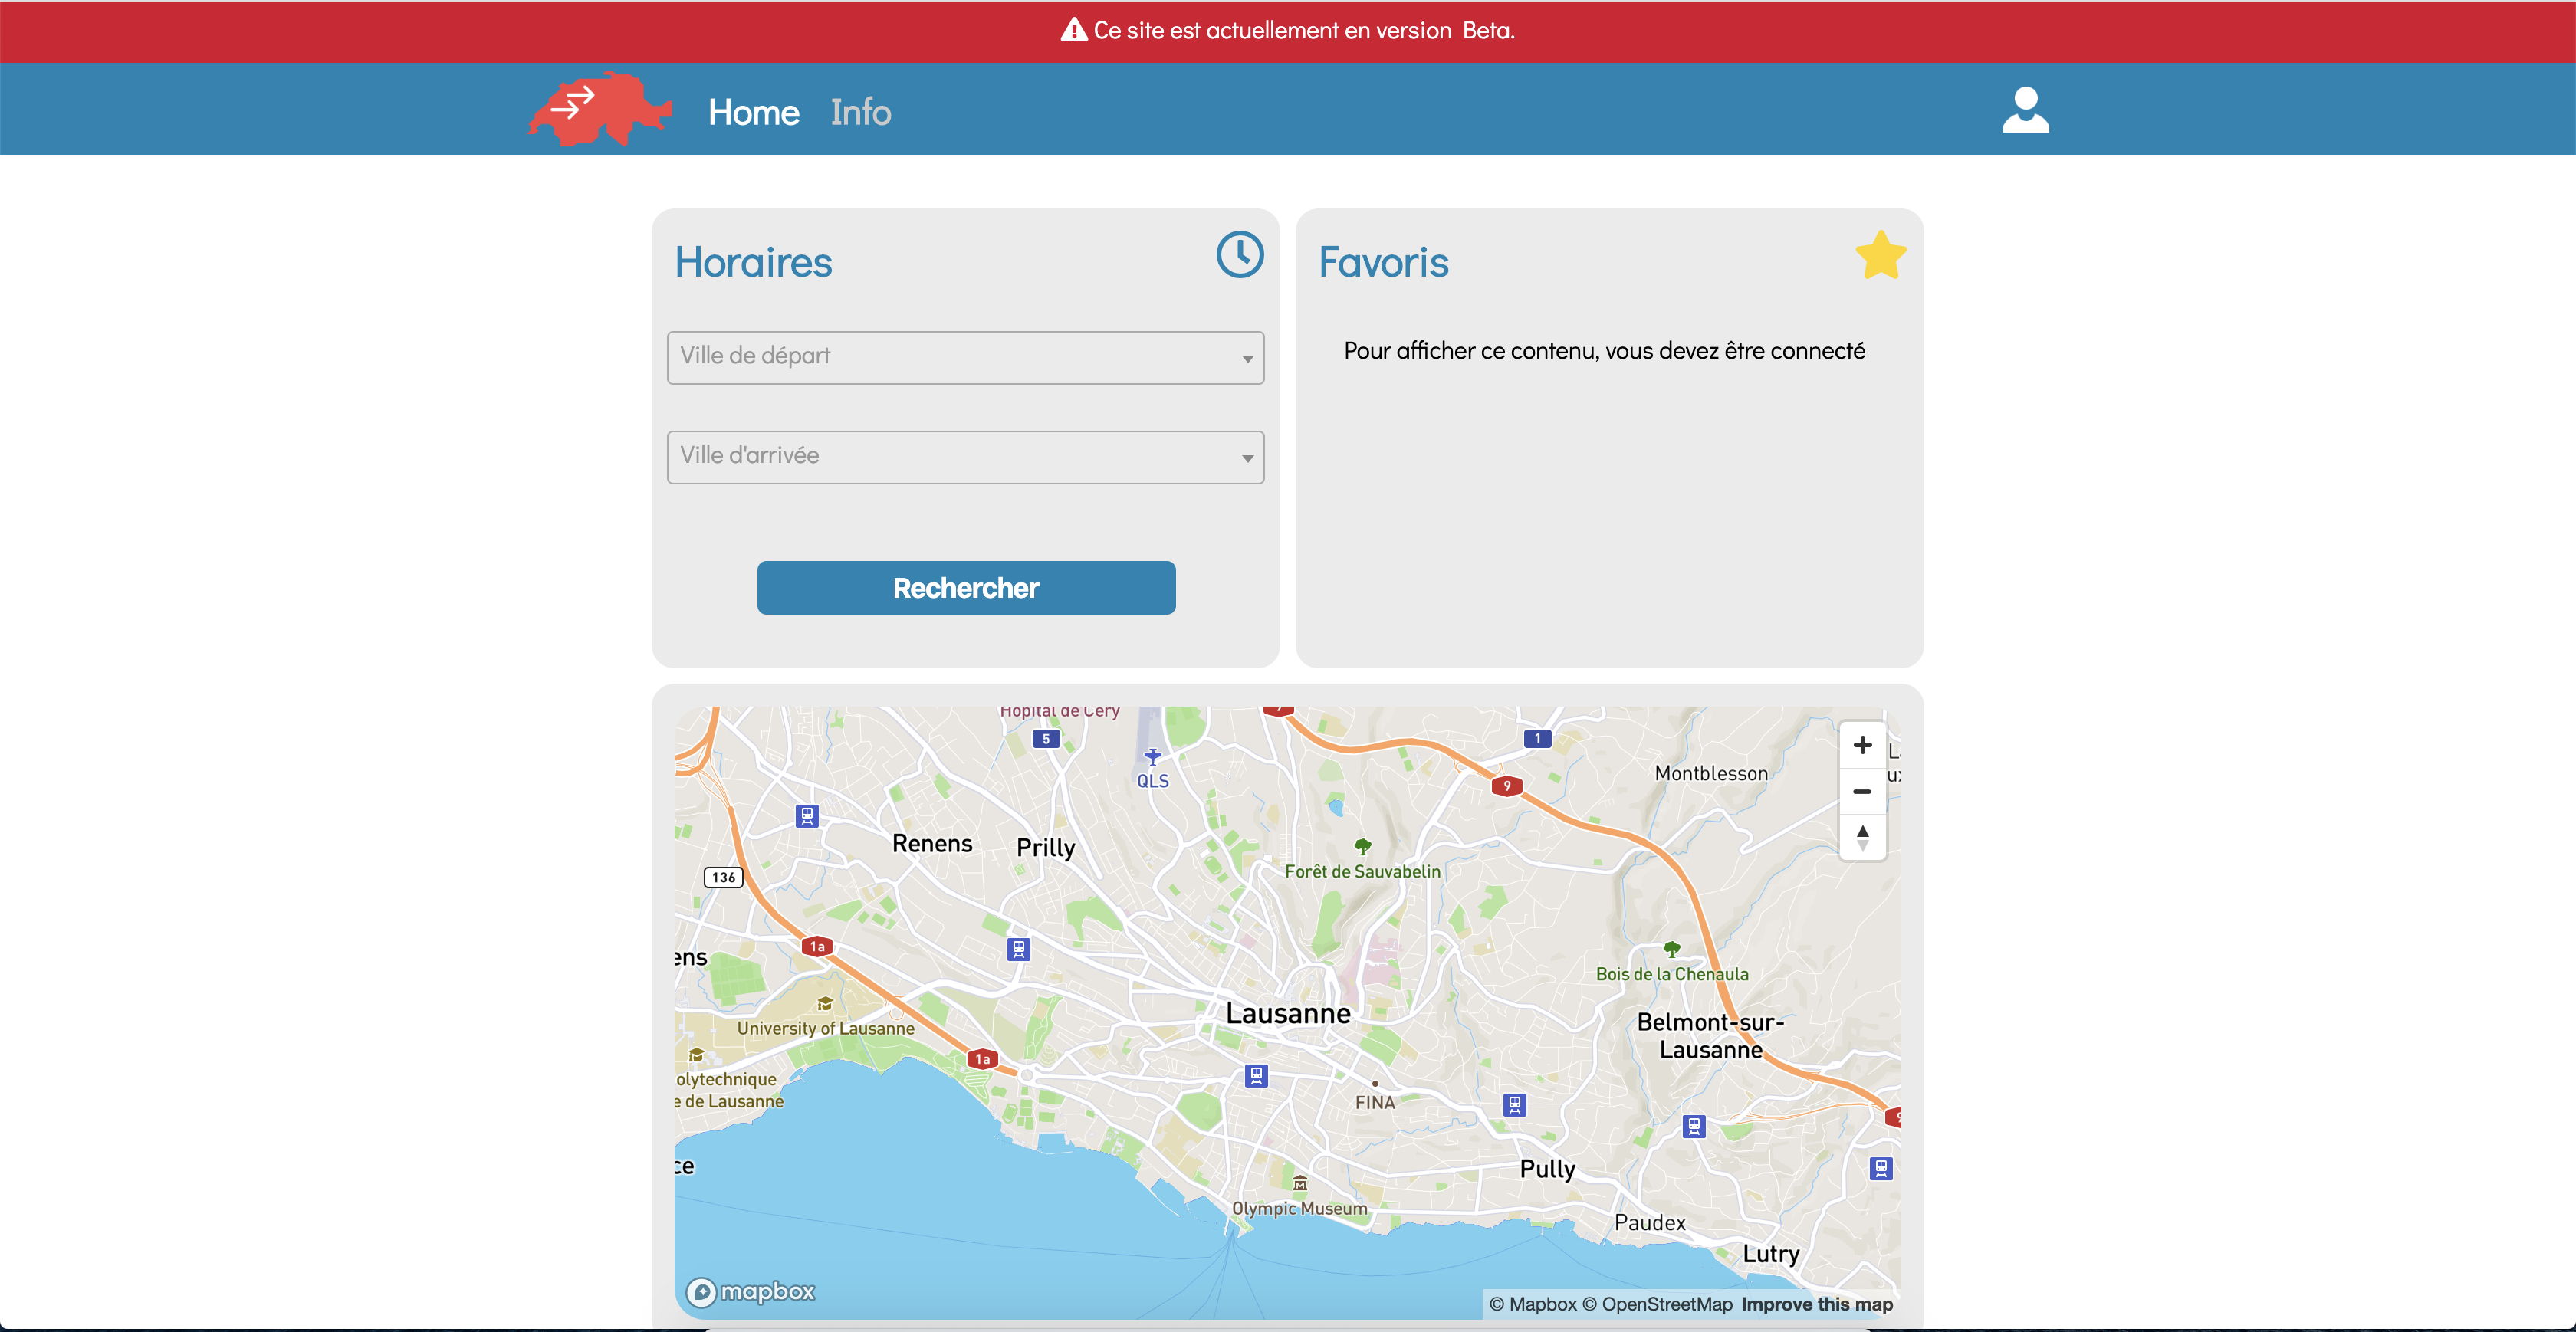 Ce site est actuellement en version Beta.
Home Info
Horaires
Ville de départ
Ville d'arrivée
Rechercher
Favoris
Pour afficher ce contenu, vous devez être connecté
Hôpital de Cery
5
1
QLS
9
Montblesson
Renens
Prilly
Forêt de Sauvabelin
136
1a
ens
Bois de la Chenaula
University of Lausanne
Lausanne
Belmont-sur-
Lausanne
1a
olytechnique
e de Lausanne
FINA
ce
Pully
Olympic Museum
Paudex
Lutry
mapbox
© Mapbox © OpenStreetMap Improve this map